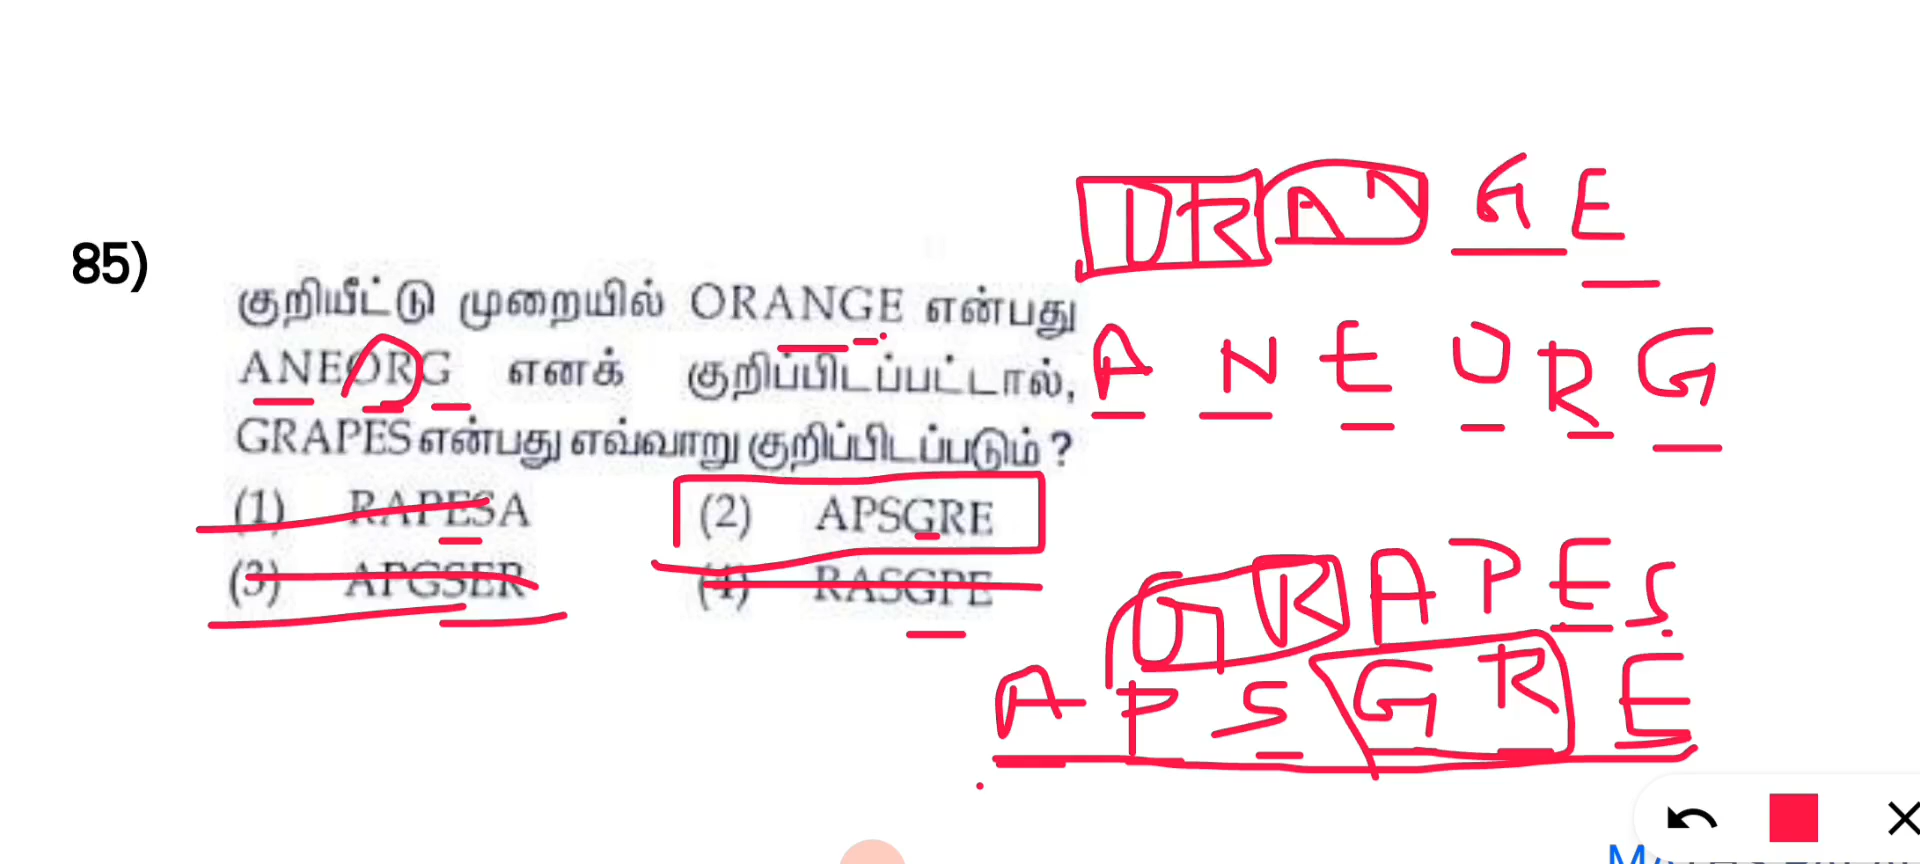 85)
குறியீட்டு முறையில் ORANGE என்பது
ANEORG எனக் குறிப்பிடப்பட்டால்,
GRAPES என்பது எவ்வாறு குறிப்பிடப்படும் ?
(1) RAPESA (2) APSGRE
(3) APGSER (4) RASGPE
ORANGE
ANEORG
GRAPES
APSGRE